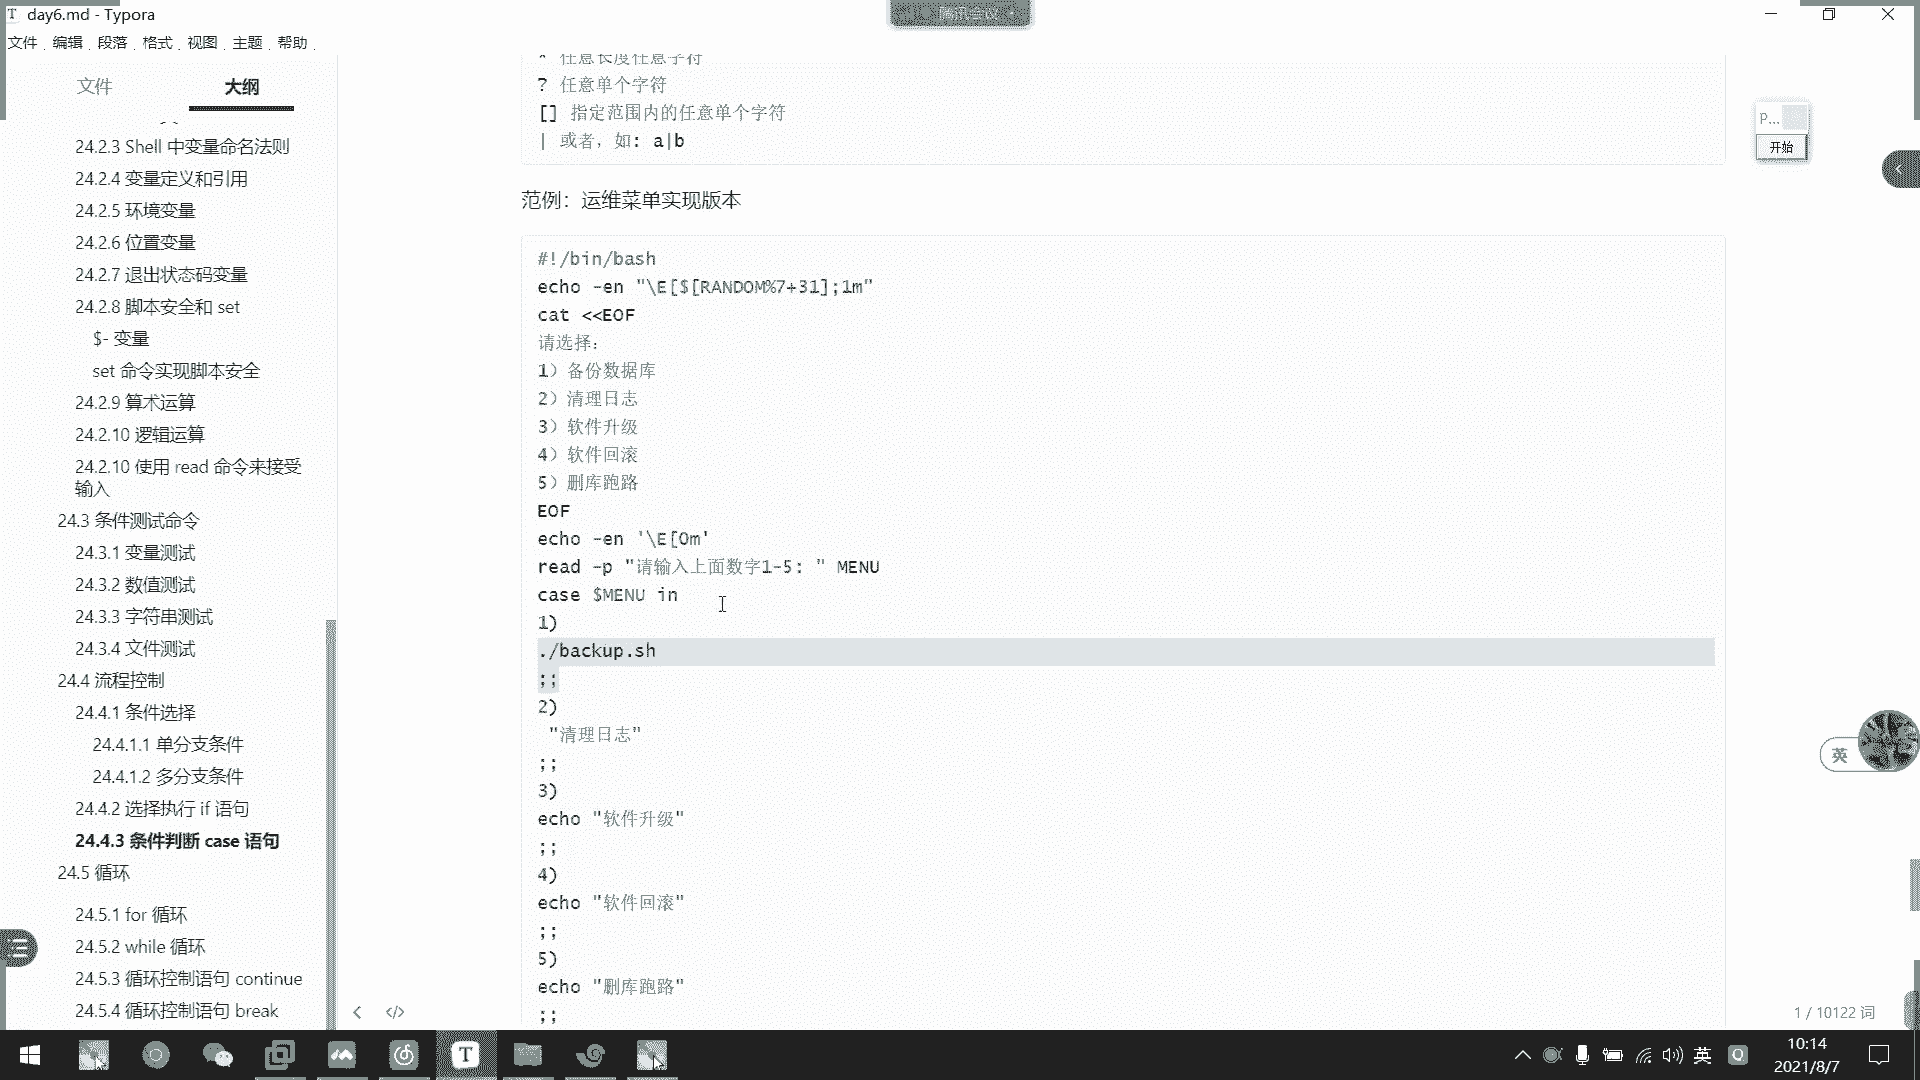 day6.md - Typora
腾讯会议
文件 编辑 段落 格式 视图 主题 帮助
文件
大纲
24.2.3 Shell 中变量命名法则
24.2.4 变量定义和引用
24.2.5 环境变量
24.2.6 位置变量
24.2.7 退出状态码变量
24.2.8 脚本安全和 set
$- 变量
set 命令实现脚本安全
24.2.9 算术运算
24.2.10 逻辑运算
24.2.10 使用 read 命令来接受
输入
24.3 条件测试命令
24.3.1 变量测试
24.3.2 数值测试
24.3.3 字符串测试
24.3.4 文件测试
24.4 流程控制
24.4.1 条件选择
24.4.1.1 单分支条件
24.4.1.2 多分支条件
24.4.2 选择执行 if 语句
24.4.3 条件判断 case 语句
24.5 循环
24.5.1 for 循环
24.5.2 while 循环
24.5.3 循环控制语句 continue
24.5.4 循环控制语句 break
* 任意长度任意字符
? 任意单个字符
[] 指定范围内的任意单个字符
| 或者，如: a|b
范例：运维菜单实现版本
#!/bin/bash
echo -en "\E[$[RANDOM%7+31];1m"
cat <<EOF
请选择：
1）备份数据库
2）清理日志
3）软件升级
4）软件回滚
5）删库跑路
EOF
echo -en '\E[0m'
read -p "请输入上面数字1-5: " MENU
case $MENU in
1)
./backup.sh
;;
2)
"清理日志"
;;
3)
echo "软件升级"
;;
4)
echo "软件回滚"
;;
5)
echo "删库跑路"
;;
P...
开始
英
1 / 10122 词
英
10:14
2021/8/7